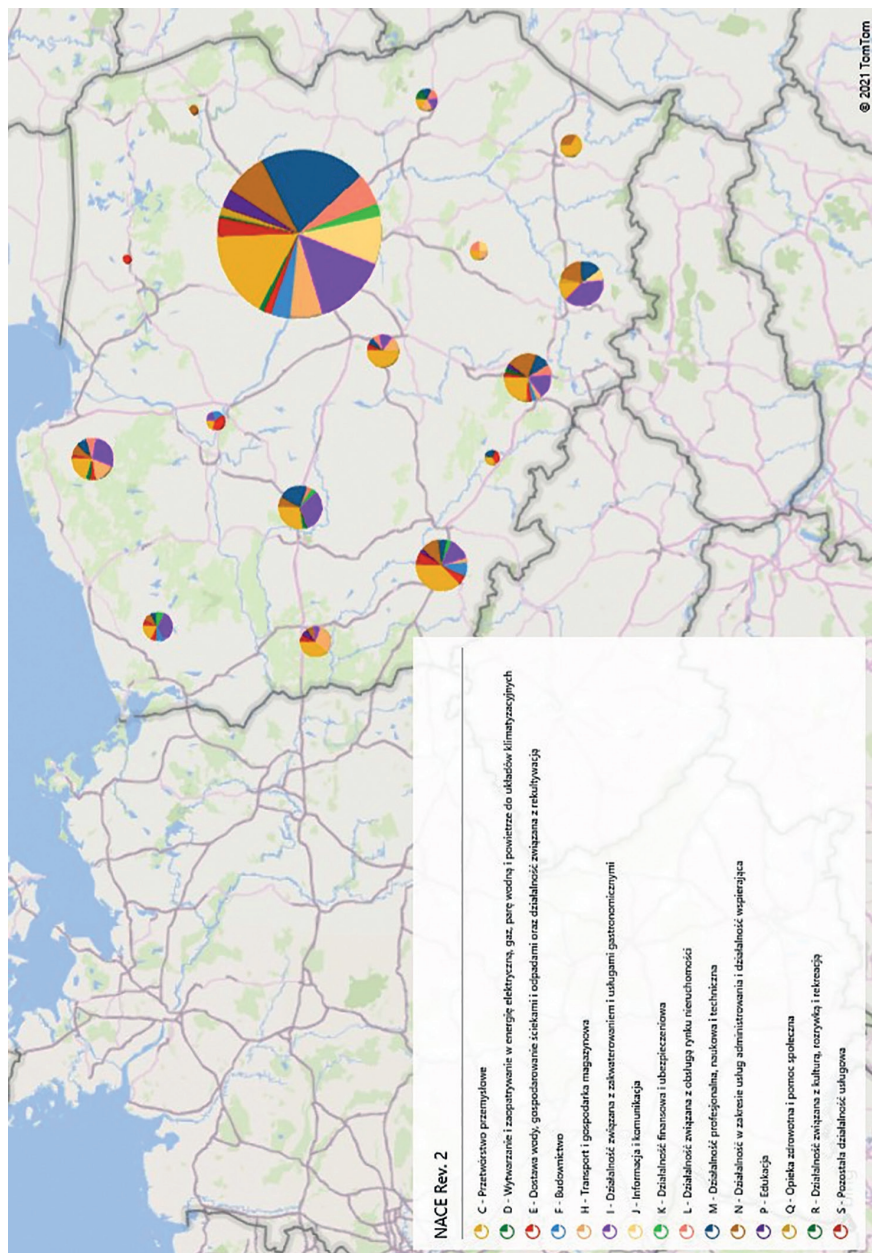 NACE Rev. 2
C - Przetwórstwo przemysłowe
D - Wytwarzanie i zaopatrywanie w energię elektryczną, gaz, parę wodną i powietrze do układów klimatyzacyjnych
E - Dostawa wody, gospodarowanie ściekami i odpadami oraz działalność związana z rekultywacją
F - Budownictwo
H - Transport i gospodarka magazynowa
I - Działalność związana z zakwaterowaniem i usługami gastronomicznymi
J - Informacja i komunikacja
K - Działalność finansowa i ubezpieczeniowa
L - Działalność związana z obsługą rynku nieruchomości
M - Działalność profesjonalna, naukowa i techniczna
N - Działalność w zakresie usług administrowania i działalność wspierająca
P - Edukacja
Q - Opieka zdrowotna i pomoc społeczna
R - Działalność związana z kulturą, rozrywką i rekreacją
S - Pozostała działalność usługowa
© 2021 TomTom